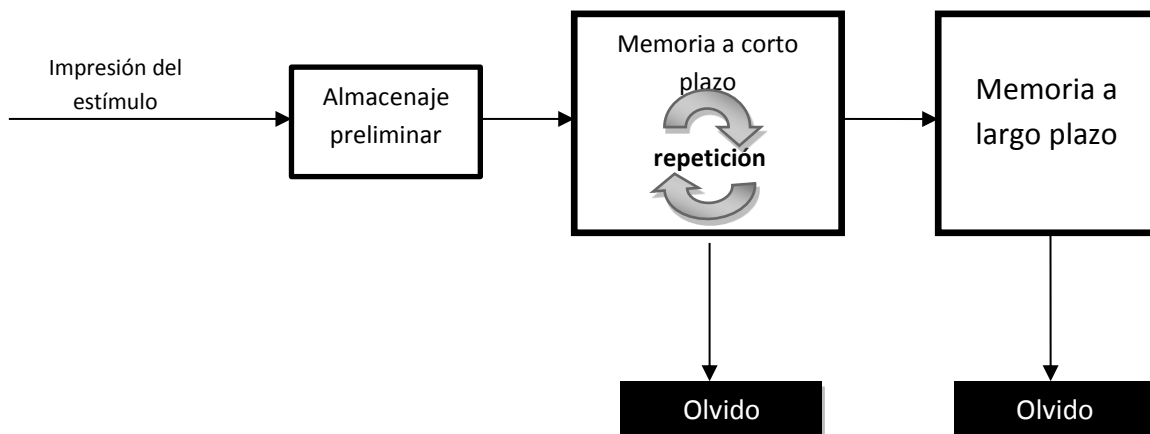 Impresión del
estímulo
Almacenaje
preliminar
Memoria a corto
plazo
repetición
Memoria a
largo plazo
Olvido
Olvido